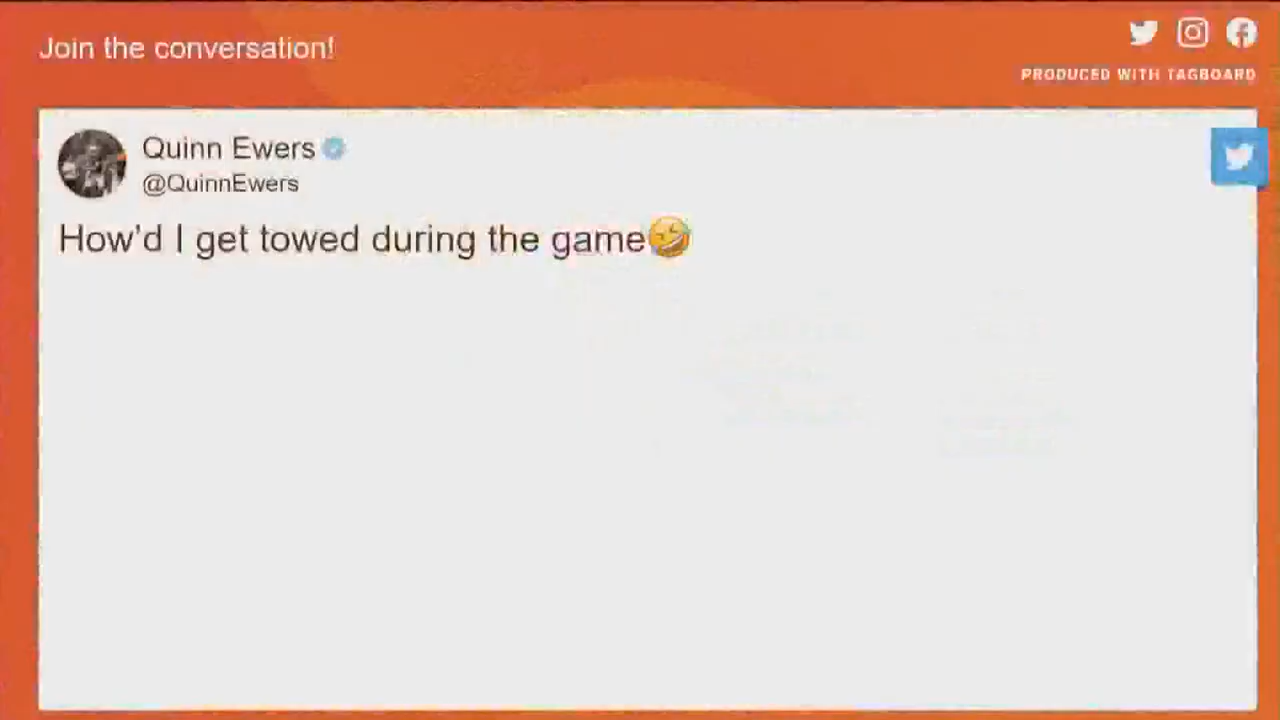 Join the conversation!
PRODUCED WITH TAGBOARD
Quinn Ewers
@QuinnEwers
How'd I get towed during the game🤣